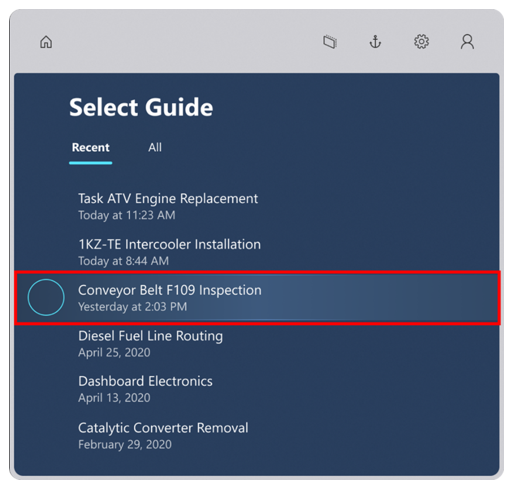 Select Guide
Recent
All
Task ATV Engine Replacement
Today at 11:23 AM
1KZ-TE Intercooler Installation
Today at 8:44 AM
Conveyor Belt F109 Inspection
Yesterday at 2:03 PM
Diesel Fuel Line Routing
April 25, 2020
Dashboard Electronics
April 13, 2020
Catalytic Converter Removal
February 29, 2020